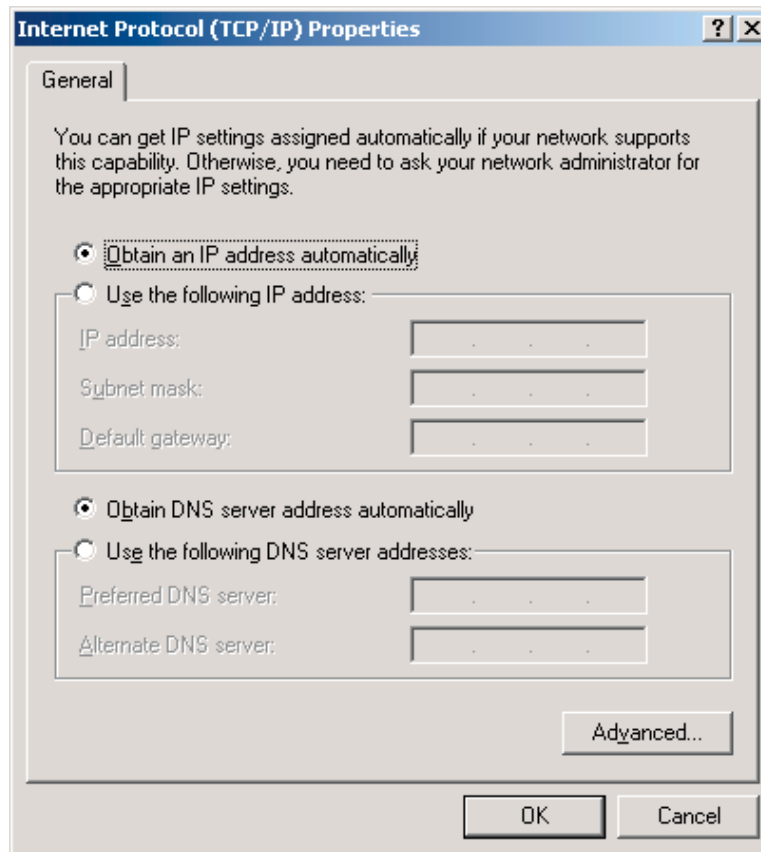 Internet Protocol (TCP/IP) Properties
General
You can get IP settings assigned automatically if your network supports
this capability. Otherwise, you need to ask your network administrator for
the appropriate IP settings.
Obtain an IP address automatically
Use the following IP address:
IP address:
Subnet mask:
Default gateway:
Obtain DNS server address automatically
Use the following DNS server addresses:
Preferred DNS server:
Alternate DNS server:
Advanced...
OK
Cancel